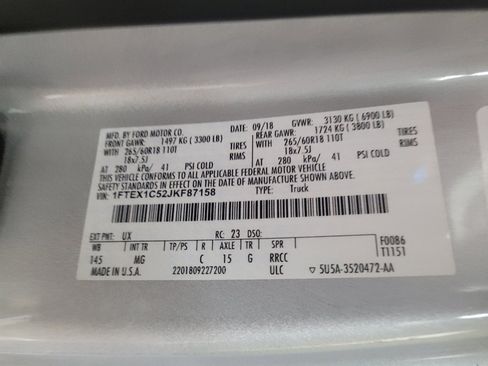 MFD. BY FORD MOTOR CO. DATE: 09/18 GVWR: 3130 KG ( 6900 LB)
FRONT GAWR: 1497 KG ( 3300 LB) REAR GAWR: 1724 KG ( 3800 LB)
WITH 265/60R18 110T TIRES WITH 265/60R18 110T TIRES
18x7.5J RIMS 18x7.5J RIMS
AT 280 kPa/ 41 PSI COLD AT 280 kPa/ 41 PSI COLD
THIS VEHICLE CONFORMS TO ALL APPLICABLE FEDERAL MOTOR VEHICLE
SAFETY STANDARDS IN EFFECT ON THE DATE OF MANUFACTURE SHOWN ABOVE.
VIN: 1FTEX1C52JKF87158 TYPE: Truck
EXT PNT: UX RC: 23 DSO:
WB INT TR TP/PS R AXLE TR SPR F0086
145 MG C 15 G RRCC T1151
MADE IN U.S.A. 2201809227200 ULC ▽ 5U5A-3520472-AA